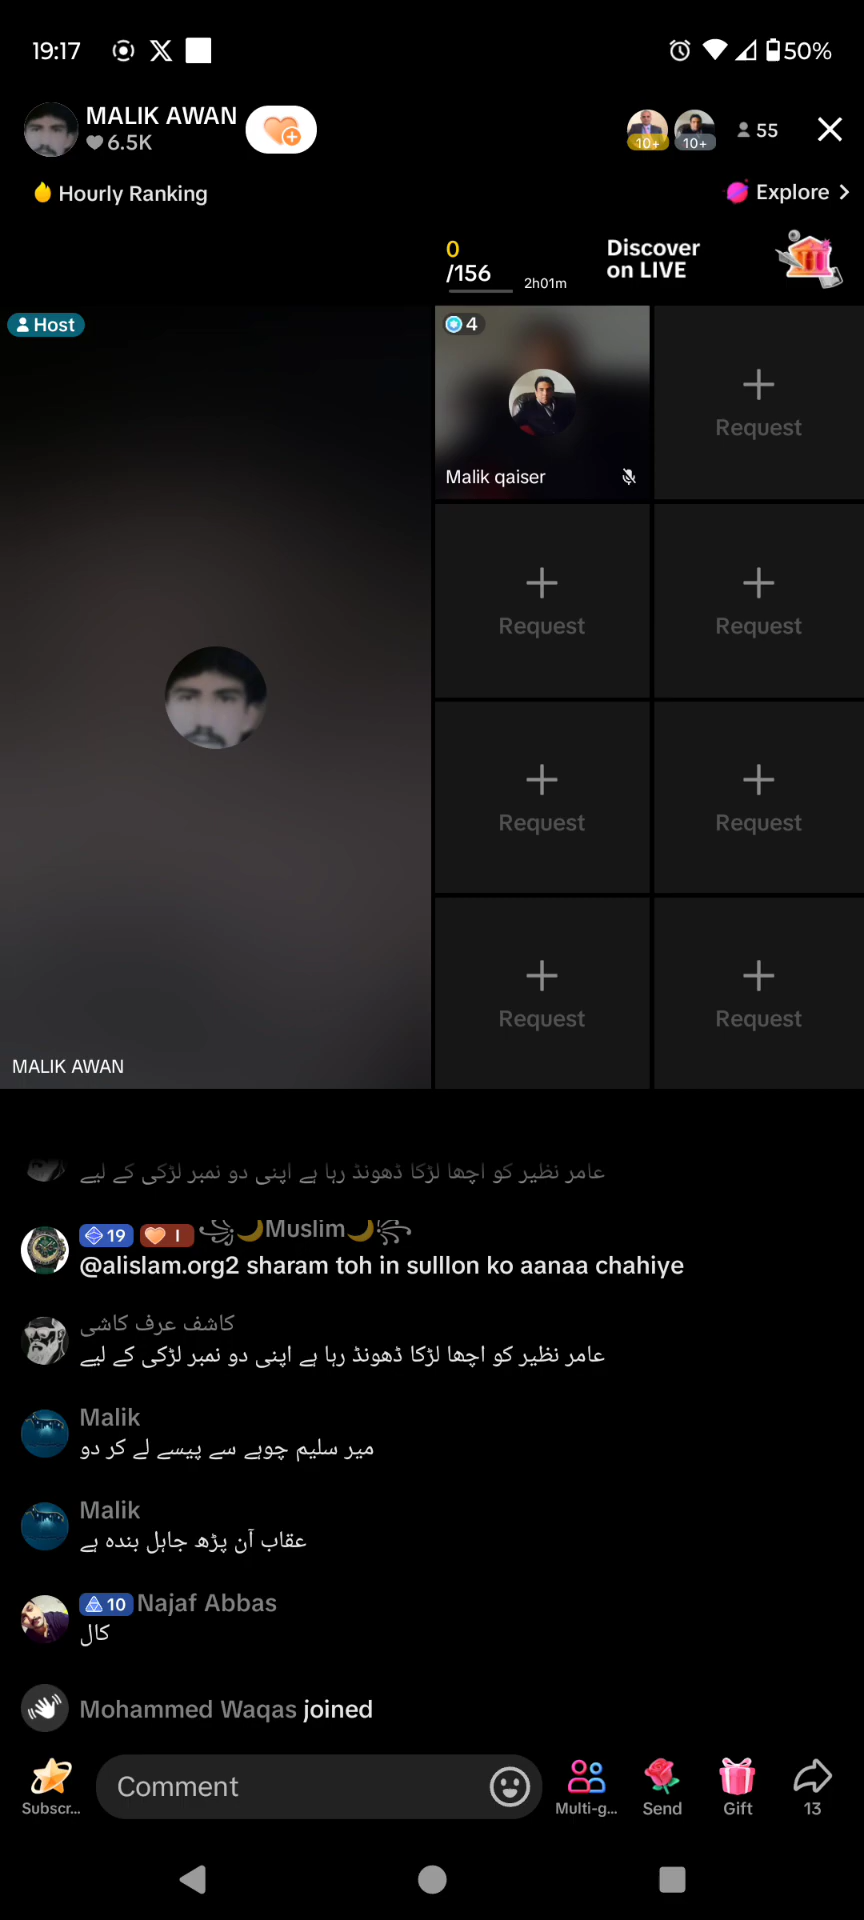 19:17
50%
MALIK AWAN
6.5K
10+
10+
55
Hourly Ranking
Explore
0
/156
2h01m
Discover
on LIVE
Host
4
Malik qaiser
Request
Request
Request
Request
Request
Request
Request
MALIK AWAN
عامر نظیر کو اچھا لڑکا ڈھونڈ رہا ہے اپنی دو نمبر لڑکی کے لیے
19 I ꧁🌙Muslim🌙꧂
@alislam.org2 sharam toh in sulllon ko aanaa chahiye
کاشف عرف کاشی
عامر نظیر کو اچھا لڑکا ڈھونڈ رہا ہے اپنی دو نمبر لڑکی کے لیے
Malik
میر سلیم چوہے سے پیسے لے کر دو
Malik
عقاب آن پڑھ جاہل بندہ ہے
10 Najaf Abbas
کال
Mohammed Waqas joined
Comment
Subscr...
Multi-g...
Send
Gift
13